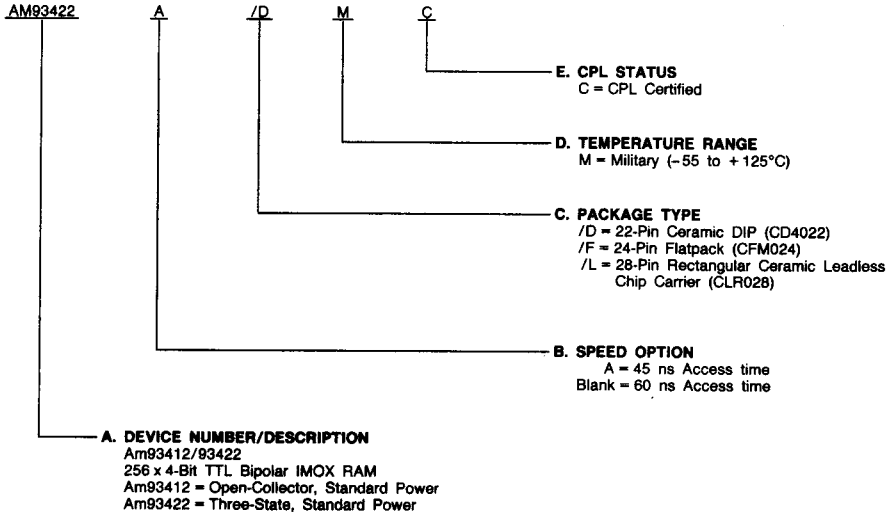 AM93422 A /D M C
E. CPL STATUS
C = CPL Certified
D. TEMPERATURE RANGE
M = Military (-55 to +125°C)
C. PACKAGE TYPE
/D = 22-Pin Ceramic DIP (CD4022)
/F = 24-Pin Flatpack (CFM024)
/L = 28-Pin Rectangular Ceramic Leadless
Chip Carrier (CLR028)
B. SPEED OPTION
A = 45 ns Access time
Blank = 60 ns Access time
A. DEVICE NUMBER/DESCRIPTION
Am93412/93422
256 x 4-Bit TTL Bipolar IMOX RAM
Am93412 = Open-Collector, Standard Power
Am93422 = Three-State, Standard Power